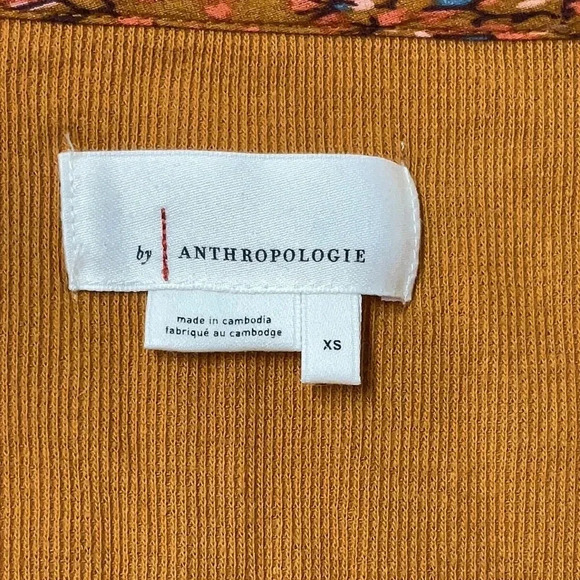 by ANTHROPOLOGIE
made in cambodia
fabriqué au cambodge
XS